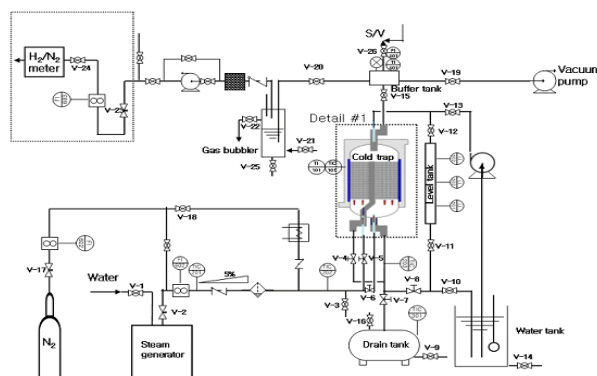 S/V
V-26
H2/N2
meter
V-24
V-20
V-19
Vacuum
pump
Buffer tank
V-15
V-23
V-22
V-13
Detail #1
V-12
V-21
Gas bubbler
Cold trap
TI
101
V-25
Level tank
V-18
V-11
V-17
V-4
V-5
Water
5%
V-8
V-10
V-1
V-6
V-7
V-3
V-2
V-16
N2
Steam
generator
Drain tank
V-9
Water tank
V-14